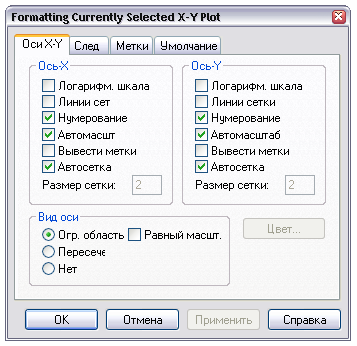 Formatting Currently Selected X-Y Plot
Оси X-Y След Метки Умолчание
Ось-X Ось-Y
Логарифм. шкала Логарифм. шкала
Линии сет Линии сетки
Нумерование Нумерование
Автомасшт Автомасштаб
Вывести метки Вывести метки
Автосетка Автосетка
Размер сетки: 2 Размер сетки: 2
Вид оси
Огр. область Равный масшт. Цвет...
Пересече
Нет
ОК Отмена Применить Справка